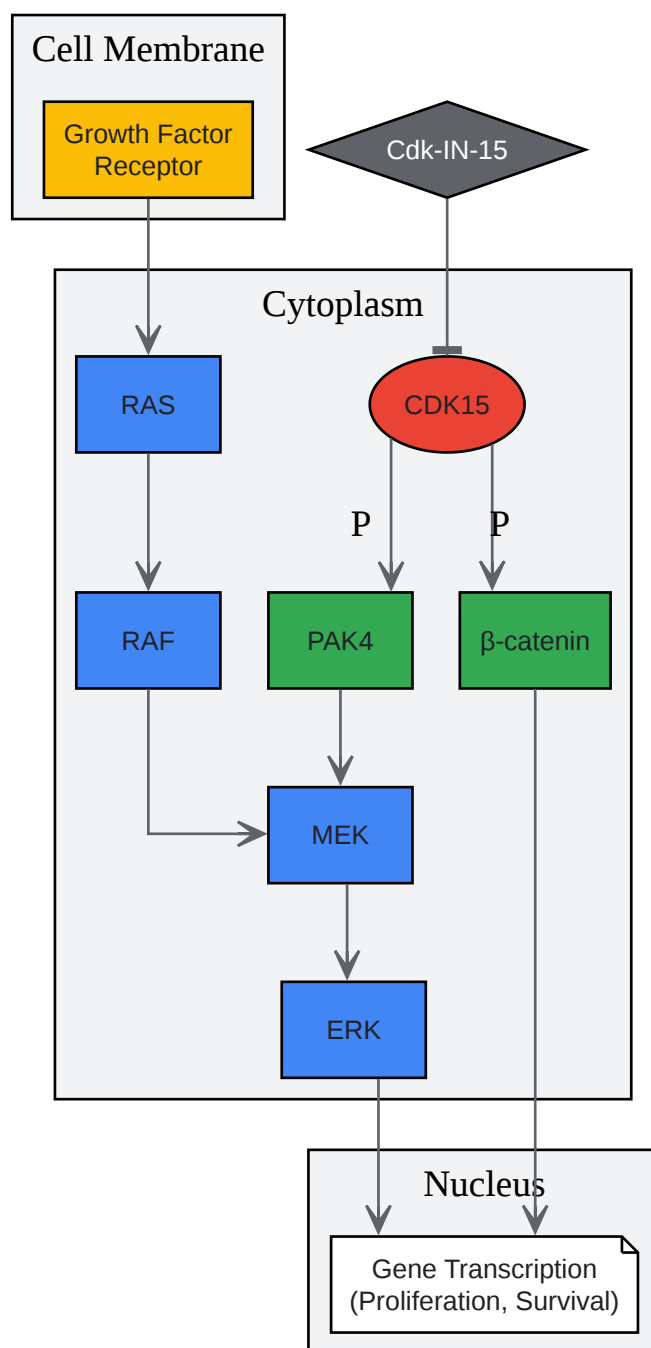 Cell Membrane
Growth Factor
Receptor
Cdk-IN-15
Cytoplasm
RAS
CDK15
P
P
RAF
PAK4
β-catenin
MEK
ERK
Nucleus
Gene Transcription
(Proliferation, Survival)